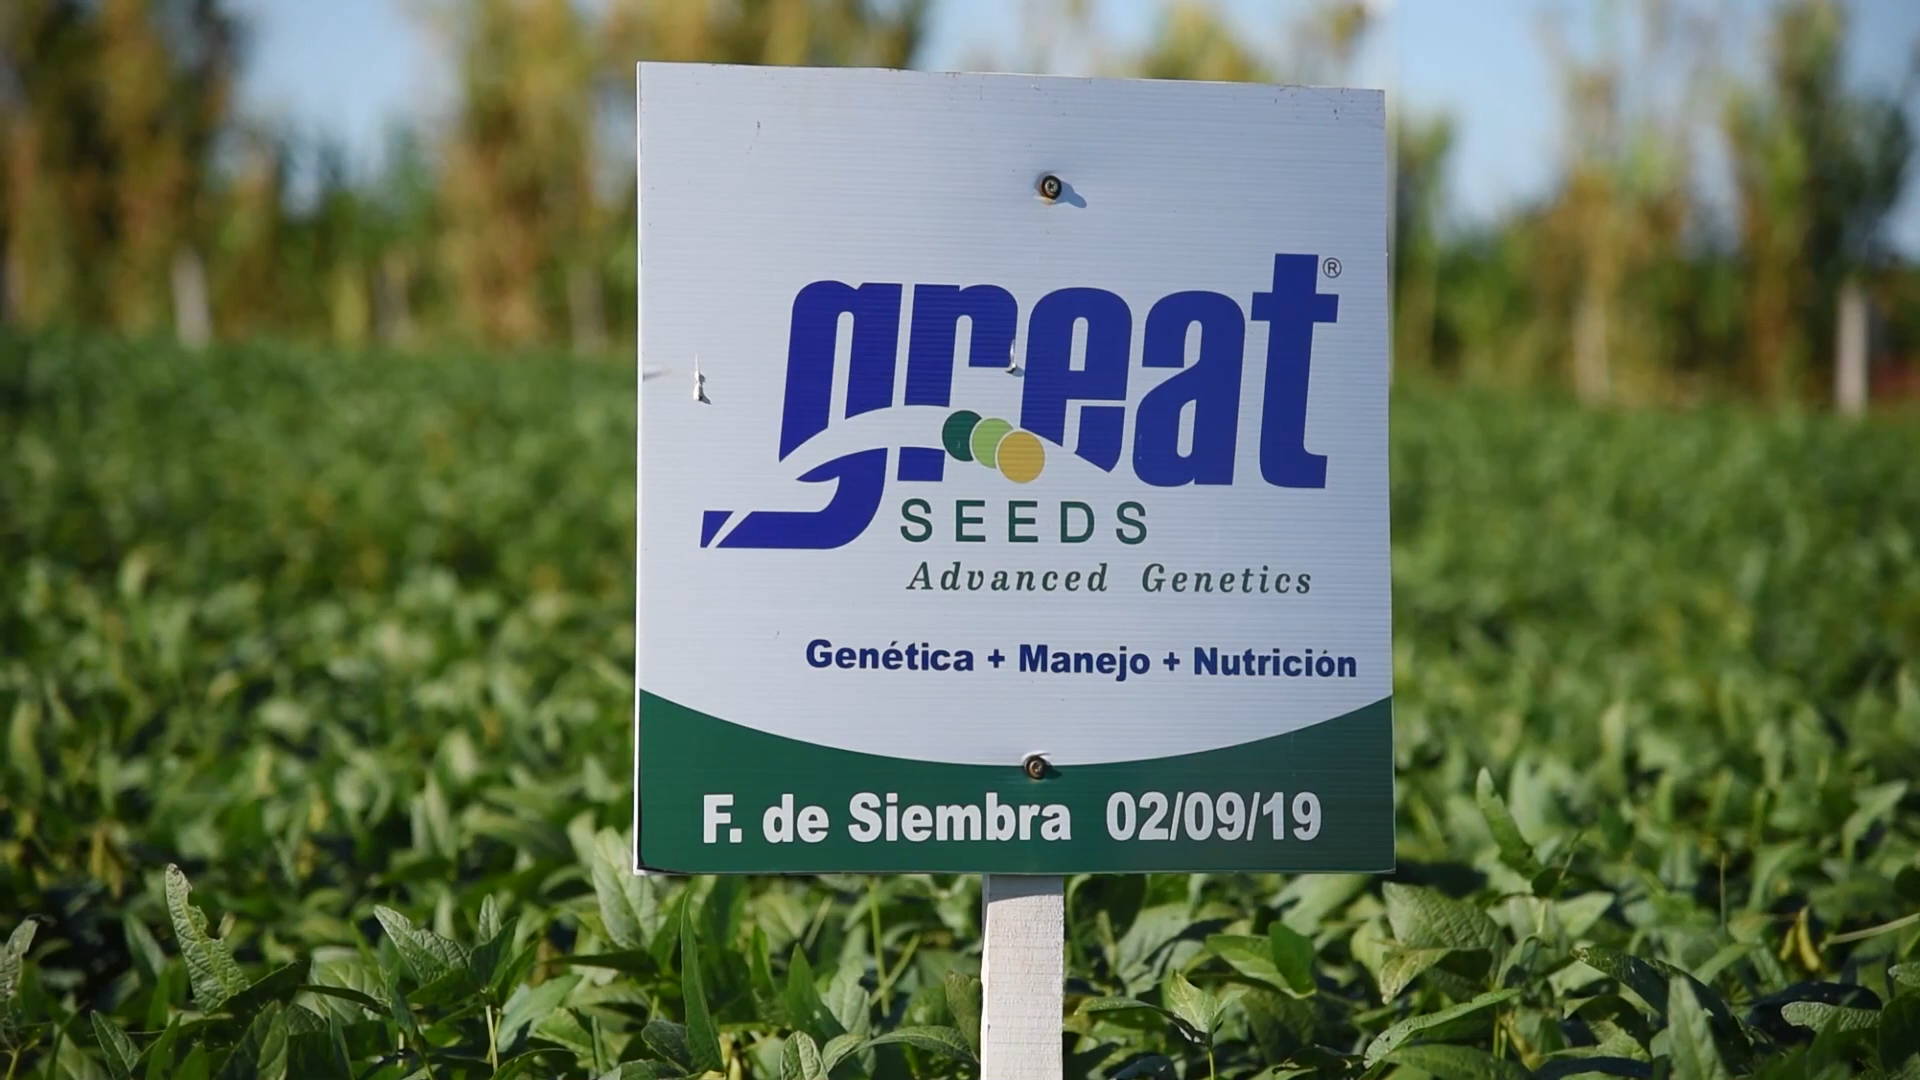 great®
SEEDS
Advanced Genetics
Genética + Manejo + Nutrición
F. de Siembra 02/09/19